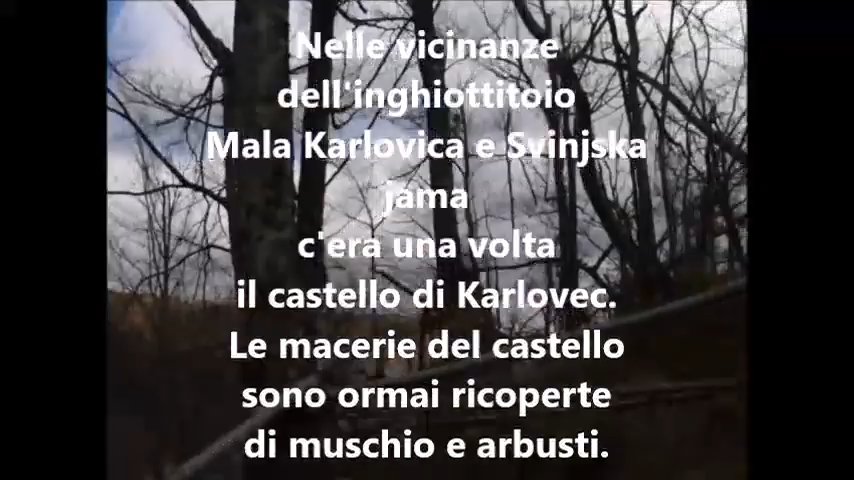 Nelle vicinanze
dell'inghiottitoio
Mala Karlovica e Svinjska
jama
c'era una volta
il castello di Karlovec.
Le macerie del castello
sono ormai ricoperte
di muschio e arbusti.